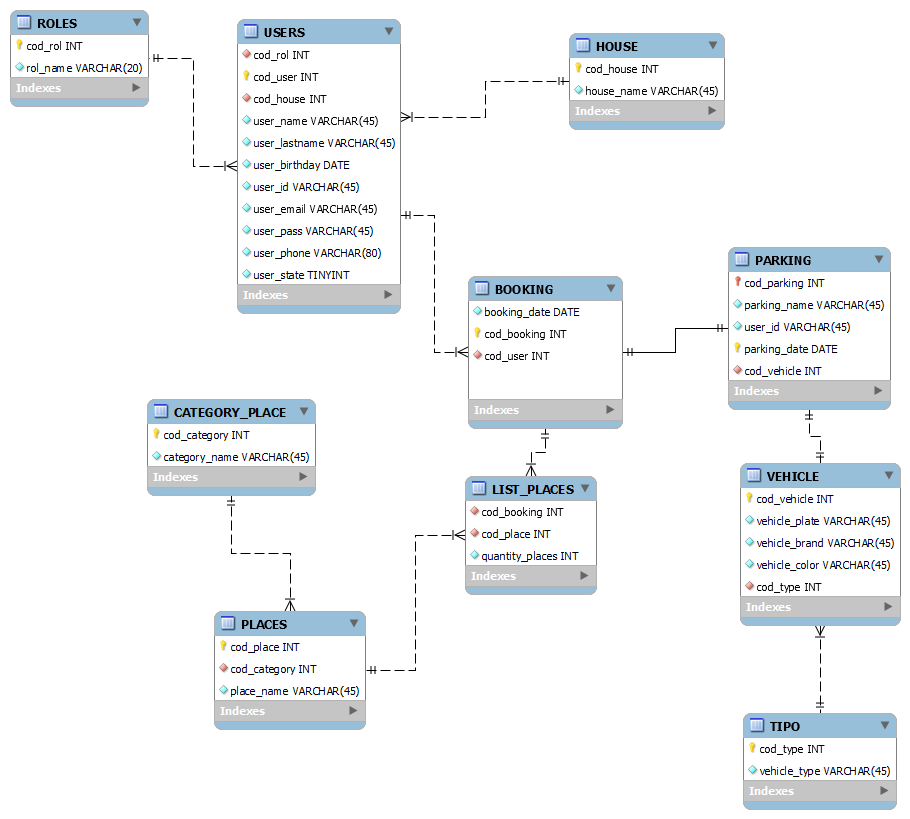 ROLES
cod_rol INT
rol_name VARCHAR(20)
Indexes
USERS
cod_rol INT
cod_user INT
cod_house INT
user_name VARCHAR(45)
user_lastname VARCHAR(45)
user_birthday DATE
user_id VARCHAR(45)
user_email VARCHAR(45)
user_pass VARCHAR(45)
user_phone VARCHAR(80)
user_state TINYINT
Indexes
HOUSE
cod_house INT
house_name VARCHAR(45)
Indexes
BOOKING
booking_date DATE
cod_booking INT
cod_user INT
Indexes
PARKING
cod_parking INT
parking_name VARCHAR(45)
user_id VARCHAR(45)
parking_date DATE
cod_vehicle INT
Indexes
CATEGORY_PLACE
cod_category INT
category_name VARCHAR(45)
Indexes
LIST_PLACES
cod_booking INT
cod_place INT
quantity_places INT
Indexes
VEHICLE
cod_vehicle INT
vehicle_plate VARCHAR(45)
vehicle_brand VARCHAR(45)
vehicle_color VARCHAR(45)
cod_type INT
Indexes
PLACES
cod_place INT
cod_category INT
place_name VARCHAR(45)
Indexes
TIPO
cod_type INT
vehicle_type VARCHAR(45)
Indexes